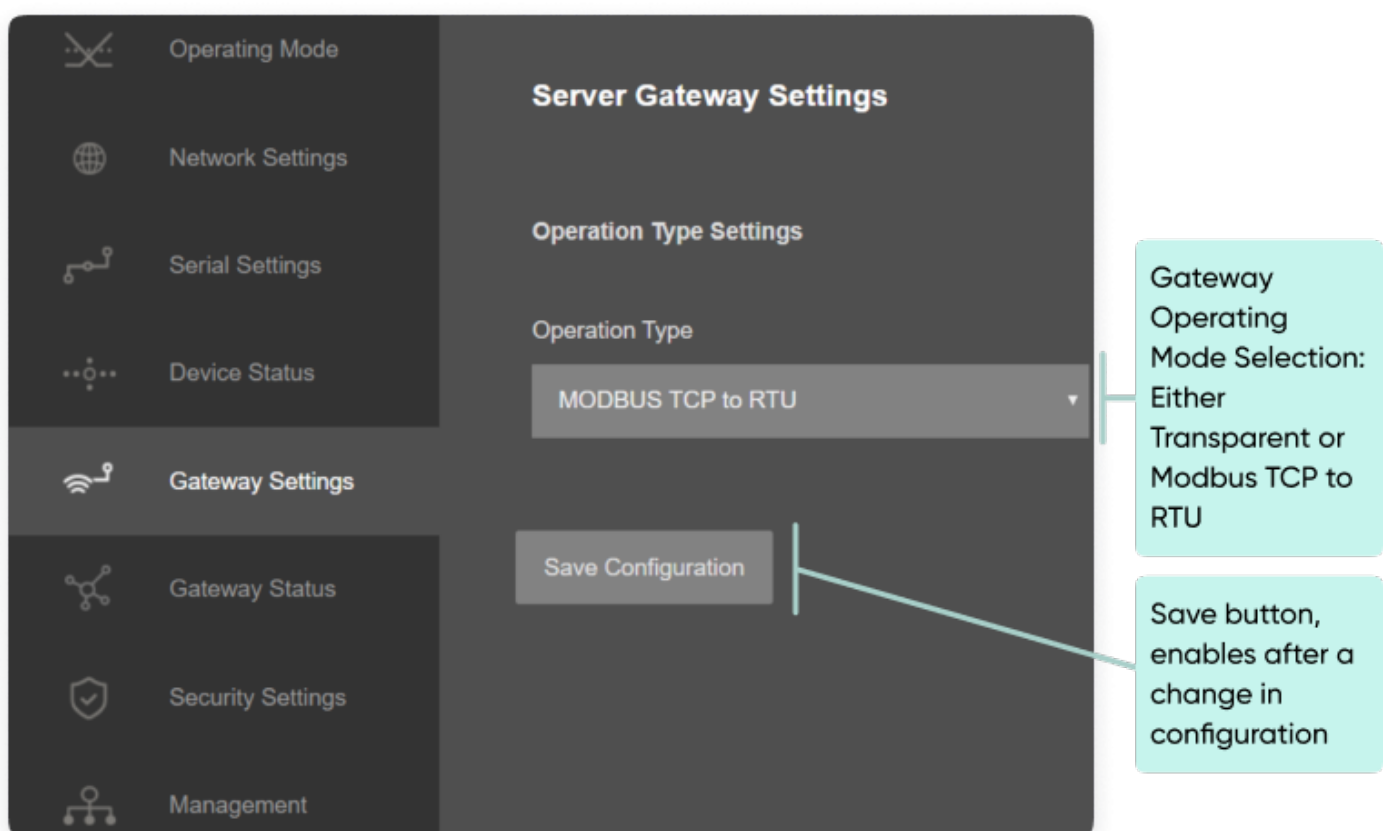 Operating Mode
Network Settings
Serial Settings
Device Status
Gateway Settings
Gateway Status
Security Settings
Management
Server Gateway Settings
Operation Type Settings
Operation Type
MODBUS TCP to RTU
Save Configuration
Gateway
Operating
Mode Selection:
Either
Transparent or
Modbus TCP to
RTU
Save button,
enables after a
change in
configuration